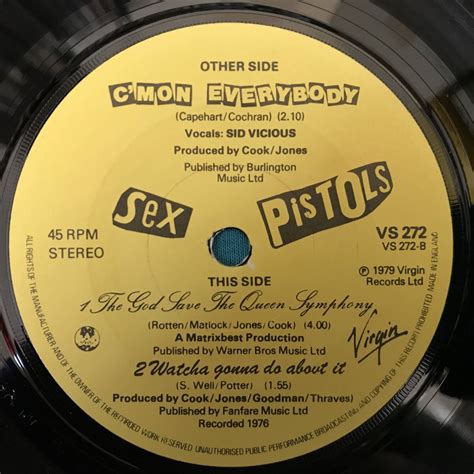 OTHER SIDE
C'MON EVERYBODY
(Capehart/Cochran) (2.10)
Vocals: SID VICIOUS
Produced by Cook/Jones
Published by Burlington
Music Ltd
Sex
PiSTOLs
45 RPM
STEREO
VS 272
VS 272-B
℗ 1979 Virgin
Records Ltd
THIS SIDE
1 The God Save The Queen Symphony
(Rotten/Matlock/Jones/Cook) (4.00)
A Matrixbest Production
Published by Warner Bros Music Ltd
Virgin
2 Watcha gonna do about it
(S. Well/Potter) (1.55)
Produced by Cook/Jones/Goodman/Thraves)
Published by Fanfare Music Ltd
Recorded 1976
ALL RIGHTS OF THE MANUFACTURER AND OF THE OWNER OF THE RECORDED WORK RESERVED. UNAUTHORISED PUBLIC PERFORMANCE BROADCASTING AND COPYING OF THIS RECORD PROHIBITED. MADE IN ENGLAND